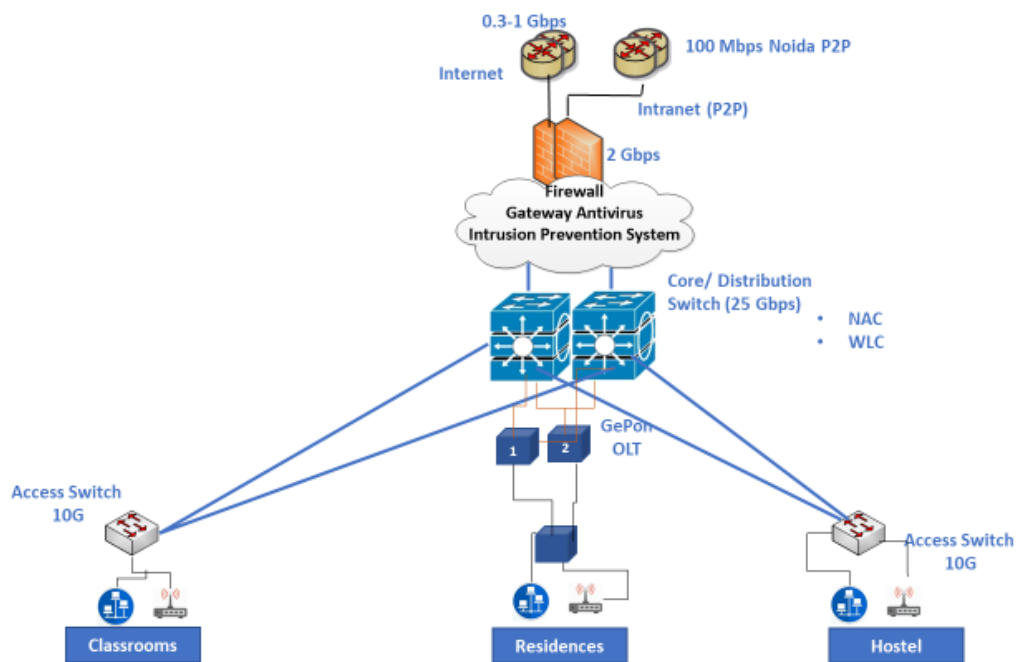 0.3-1 Gbps
100 Mbps Noida P2P
Internet
Intranet (P2P)
2 Gbps
Firewall
Gateway Antivirus
Intrusion Prevention System
Core/ Distribution
Switch (25 Gbps)
• NAC
• WLC
GePon
OLT
1
2
Access Switch
10G
Access Switch
10G
Classrooms
Residences
Hostel